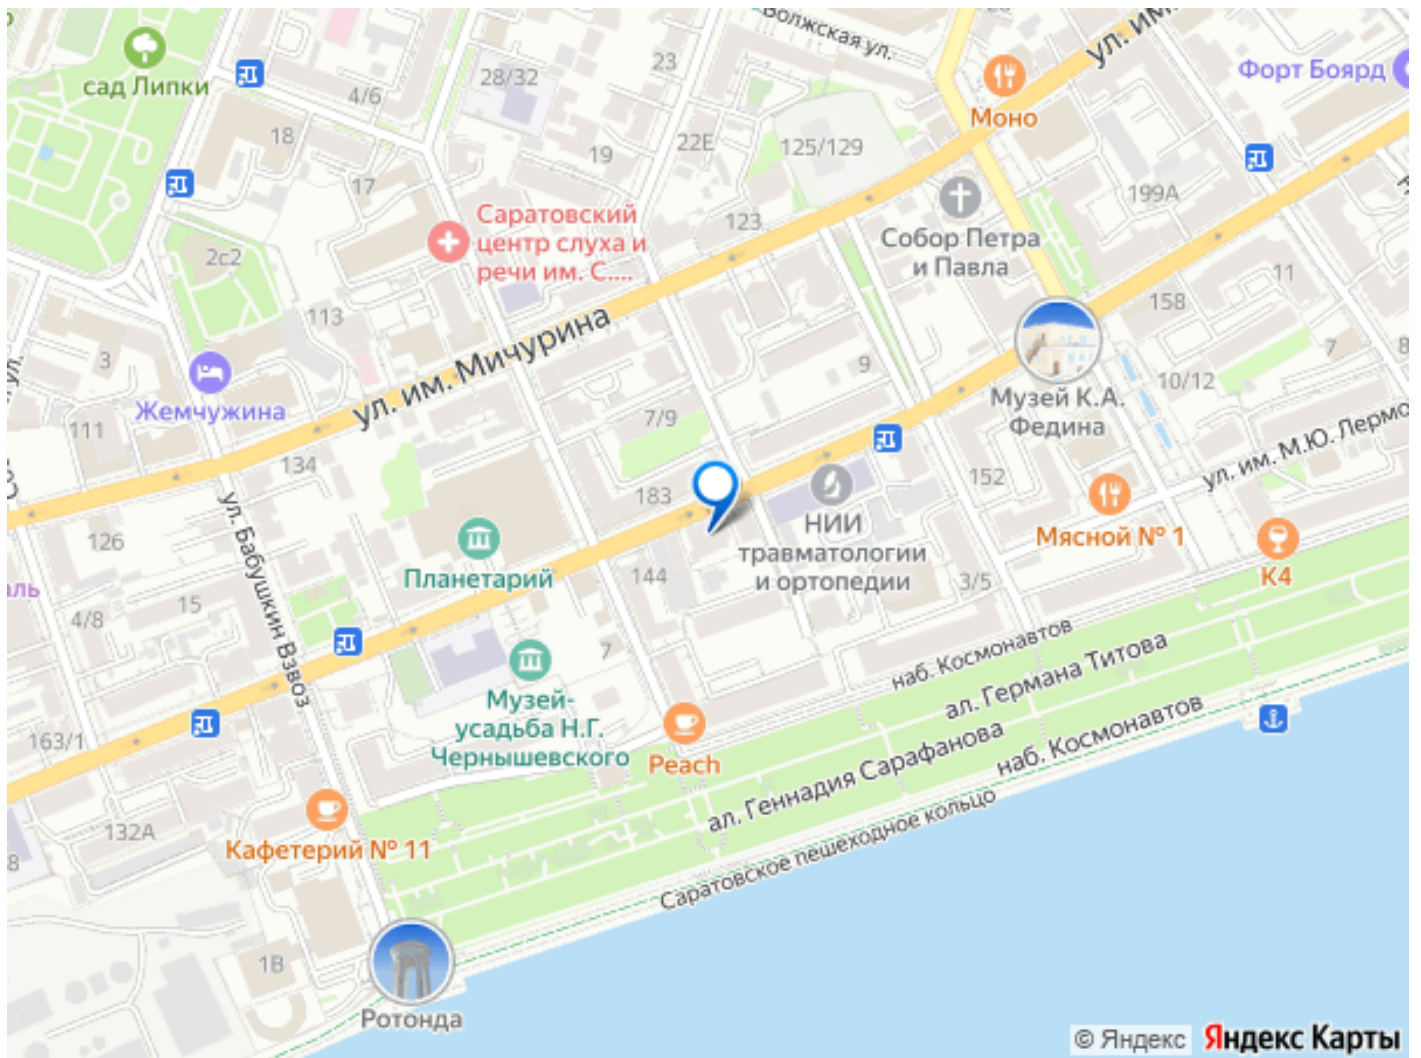 Волжская ул.
ул. им.
Форт Боярд
сад Липки
28/32
23
4/6
Моно
18
22Е
125/129
19
17
199А
Саратовский
центр слуха и
речи им. С....
123
Собор Петра
и Павла
2с2
11
158
113
ул. им. Мичурина
3
9
7
8
10/12
Жемчужина
Музей К.А.
Федина
7/9
111
ул. им. М.Ю. Лермо
134
152
183
ул. Бабушкин Взвоз
НИИ
травматологии
и ортопедии
Мясной № 1
126
Планетарий
144
К4
3/5
аль
15
4/8
наб. Космонавтов
7
ал. Германа Титова
Музей-
усадьба Н.Г.
Чернышевского
наб. Космонавтов
163/1
Peach
ал. Геннадия Сарафанова
132А
Саратовское пешеходное кольцо
Кафетерий № 11
8
1В
Ротонда
© Яндекс Яндекс Карты